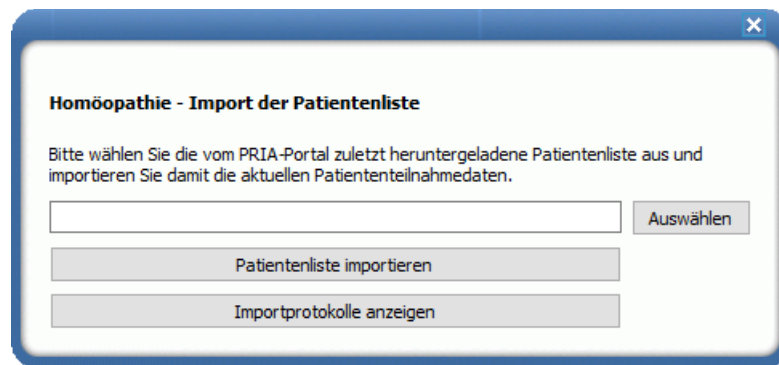 Homöopathie - Import der Patientenliste
Bitte wählen Sie die vom PRIA-Portal zuletzt heruntergeladene Patientenliste aus und
importieren Sie damit die aktuellen Patiententeilnahmedaten.
Auswählen
Patientenliste importieren
Importprotokolle anzeigen